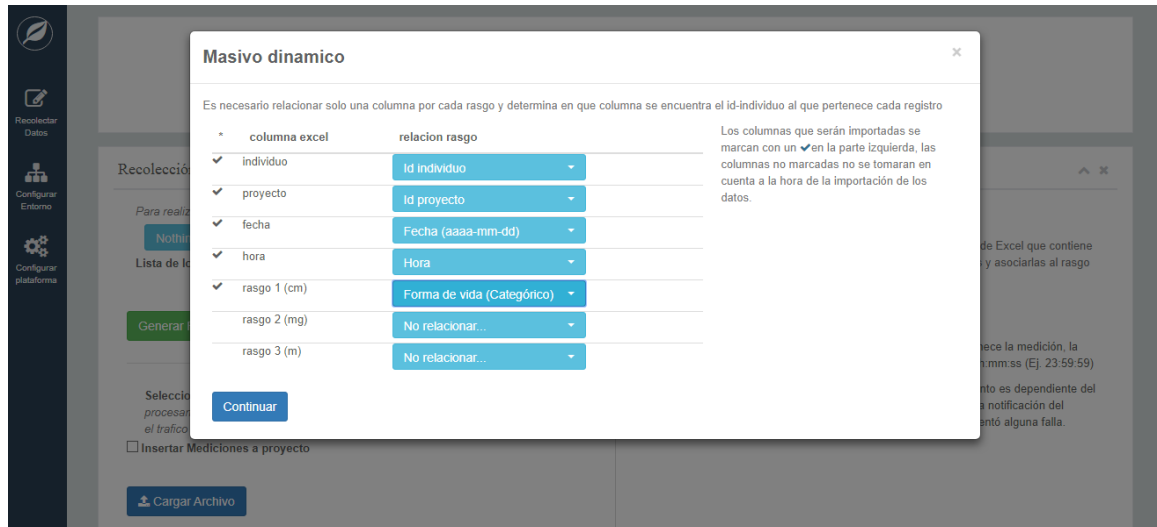 Masivo dinamico
×
Es necesario relacionar solo una columna por cada rasgo y determina en que columna se encuentra el id-individuo al que pertenece cada registro
* columna excel relacion rasgo
individuo Id individuo
proyecto Id proyecto
fecha Fecha (aaaa-mm-dd)
hora Hora
rasgo 1 (cm) Forma de vida (Categórico)
rasgo 2 (mg) No relacionar...
rasgo 3 (m) No relacionar...
Los columnas que serán importadas se
marcan con un ✔en la parte izquierda, las
columnas no marcadas no se tomaran en
cuenta a la hora de la importación de los
datos.
Continuar
Recolectar
Datos
Configurar
Entorno
Configurar
plataforma
Recolecció
Para realiz
Nothin
Lista de lo
Generar
Seleccio
procesar
el trafico
Insertar Mediciones a proyecto
Cargar Archivo
de Excel que contiene
y asociarlas al rasgo
nece la medición, la
:mm:ss (Ej. 23:59:59)
nto es dependiente del
a notificación del
entó alguna falla.